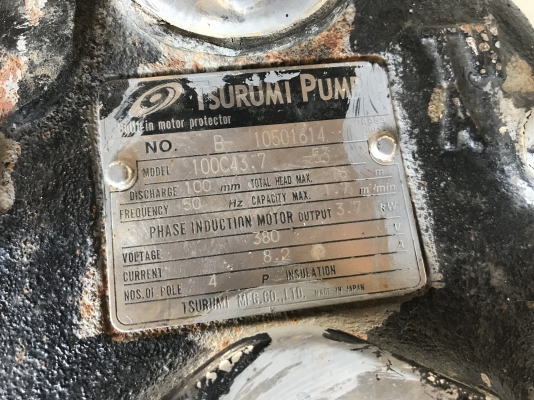 TSURUMI PUMP
Built-in motor protector
NO. B 10501614
MODEL 100C43.7
DISCHARGE 100 mm TOTAL HEAD MAX. m
FREQUENCY 50 Hz CAPACITY MAX. 1.7 m³/min
PHASE INDUCTION MOTOR OUTPUT 3.7 kW
VOLTAGE 380 V
CURRENT 8.2 A
NOS. OF POLE 4 P INSULATION
TSURUMI MFG. CO., LTD. MADE IN JAPAN